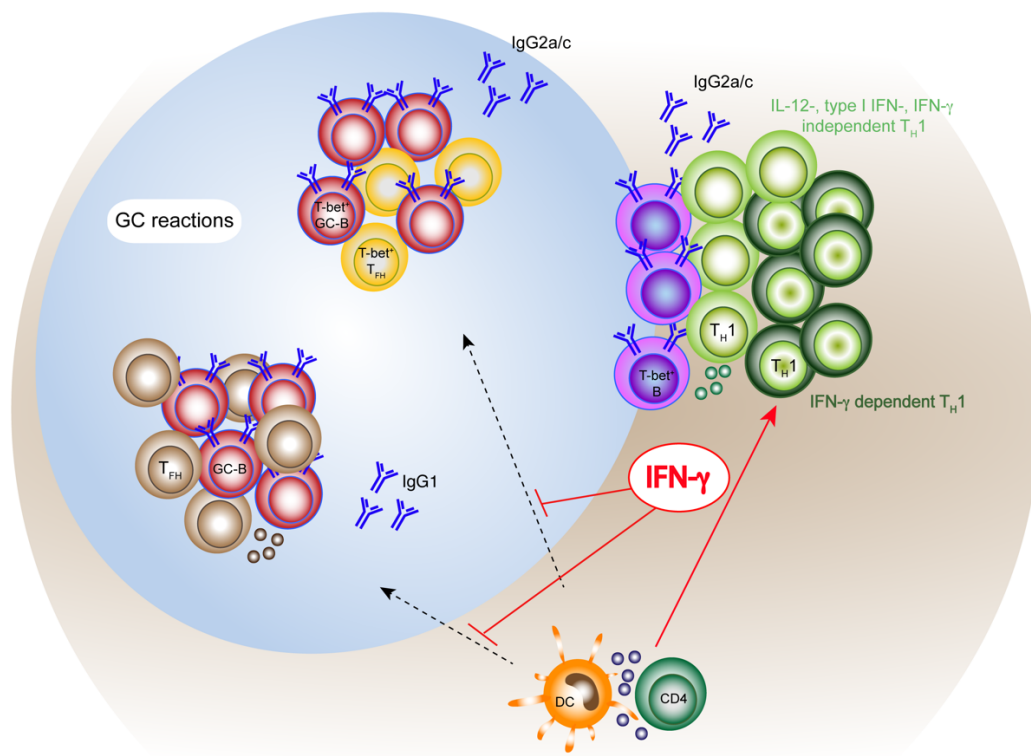 IgG2a/c
IgG2a/c
IL-12-, type I IFN-, IFN-γ
independent TH1
GC reactions
T-bet+
GC-B
T-bet+
TFH
TH1
TH1
T-bet+
B
IFN-γ dependent TH1
TFH
GC-B
IgG1
IFN-γ
DC
CD4